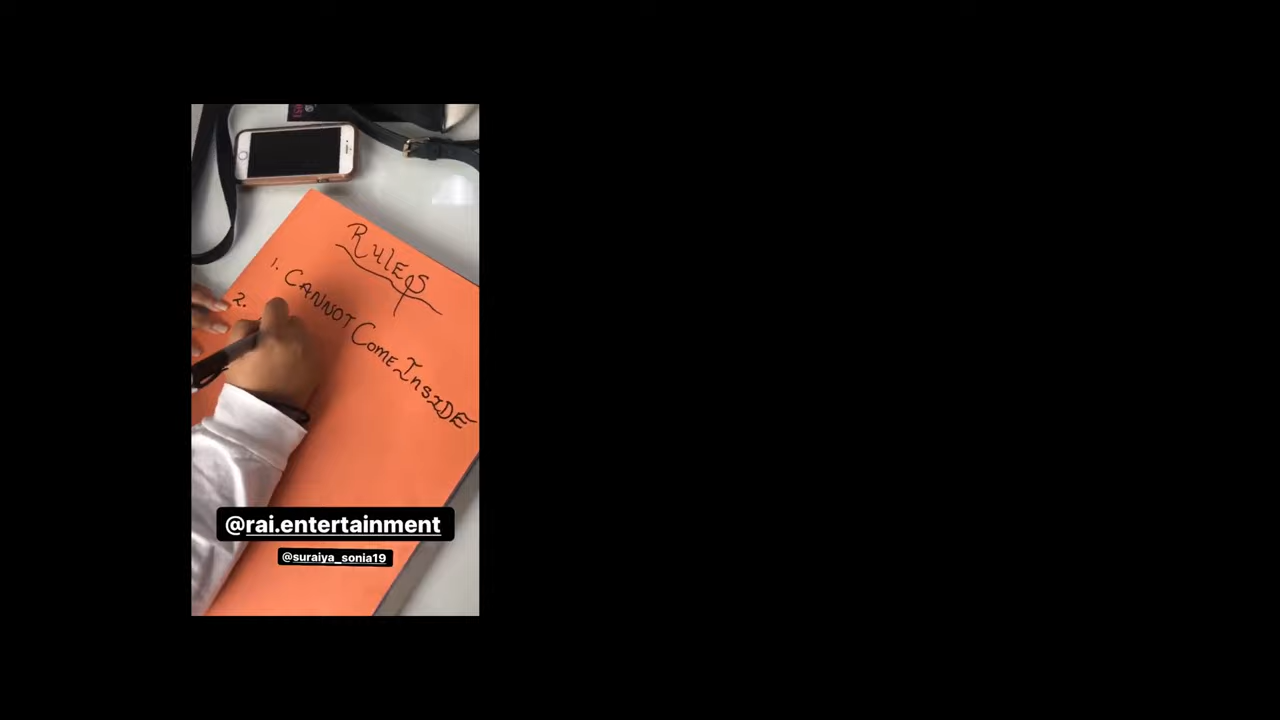 RULES
1. CANNOT COME INSIDE
2.
@rai.entertainment
@suraiya_sonia19